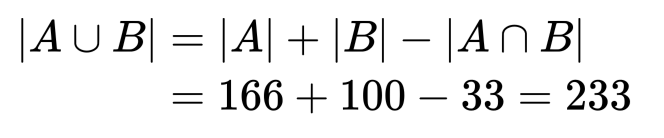 |A ∪ B| = |A| + |B| − |A ∩ B|
= 166 + 100 − 33 = 233